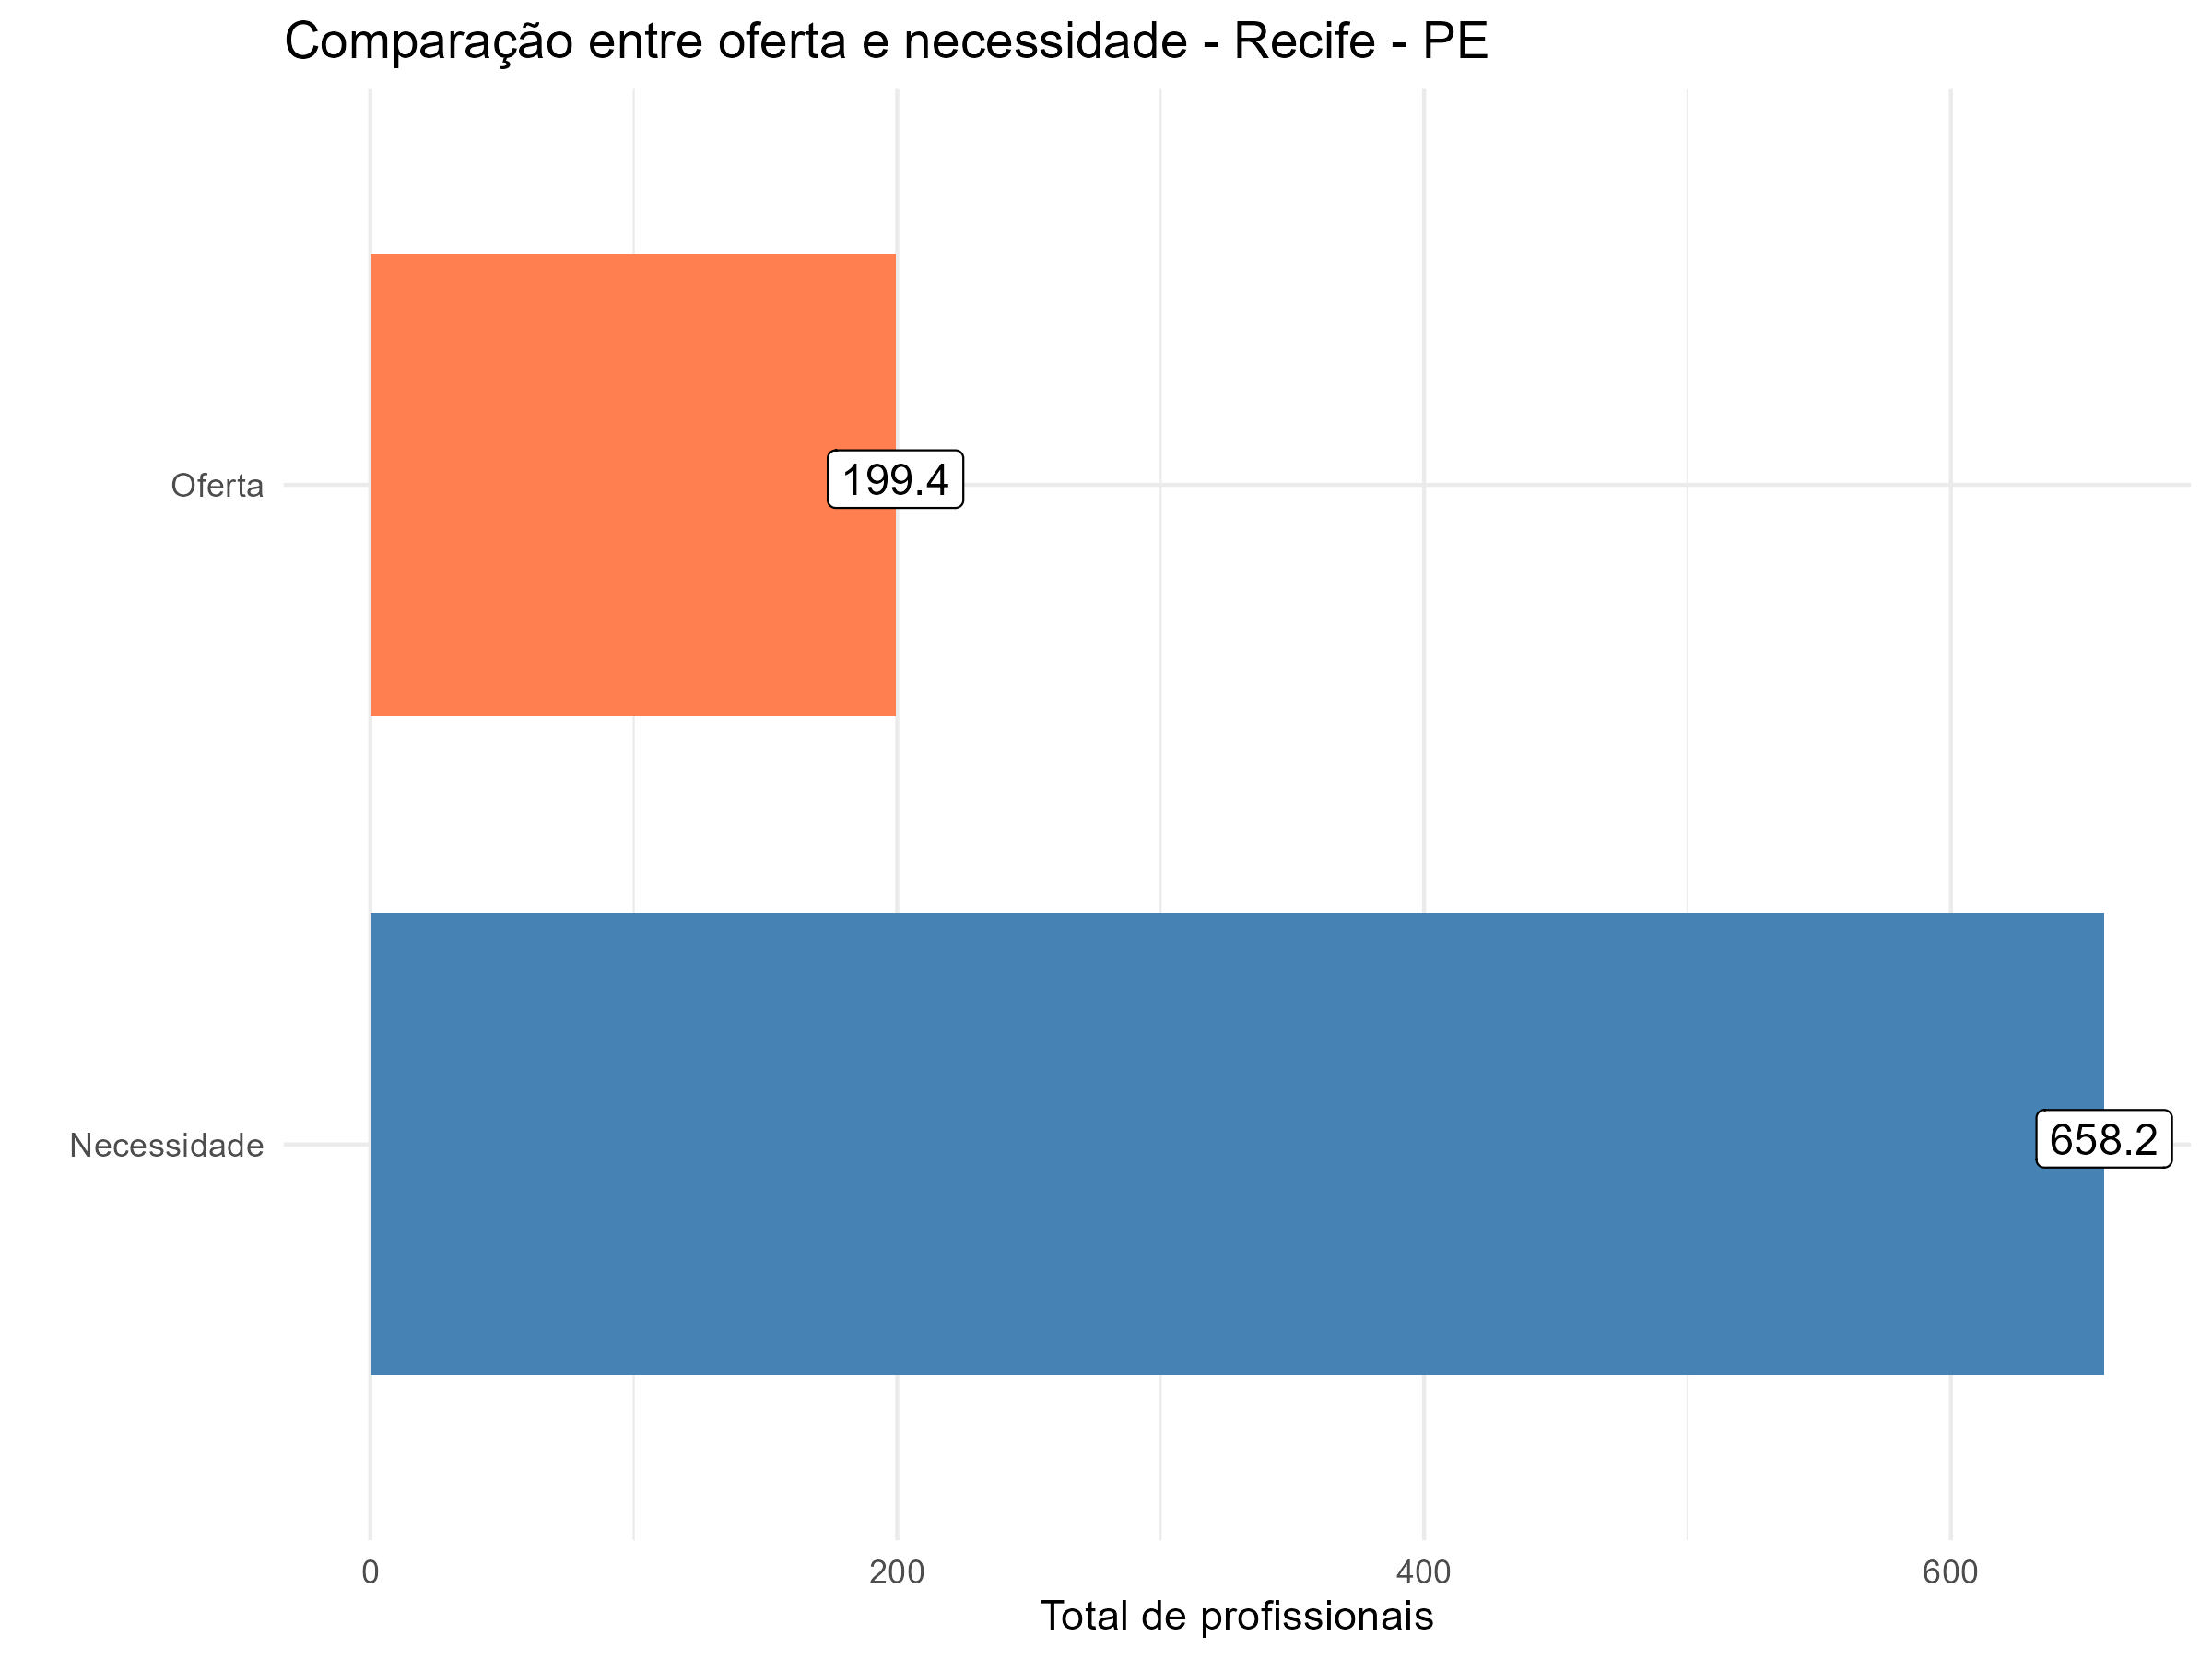 Comparação entre oferta e necessidade - Recife - PE
Oferta
199.4
Necessidade
658.2
0 200 400 600
Total de profissionais